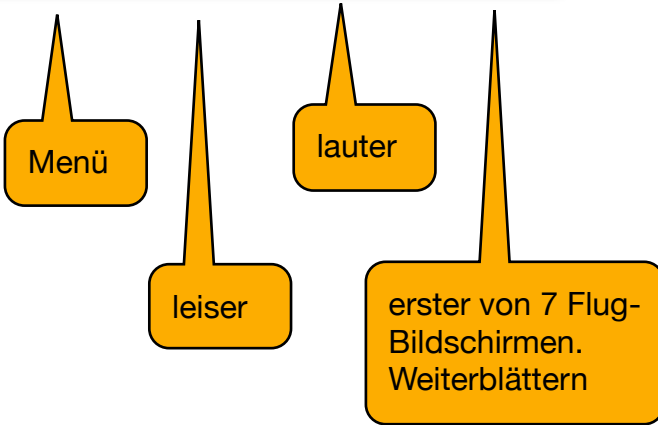 Menü
leiser
lauter
erster von 7 Flug-
Bildschirmen.
Weiterblättern